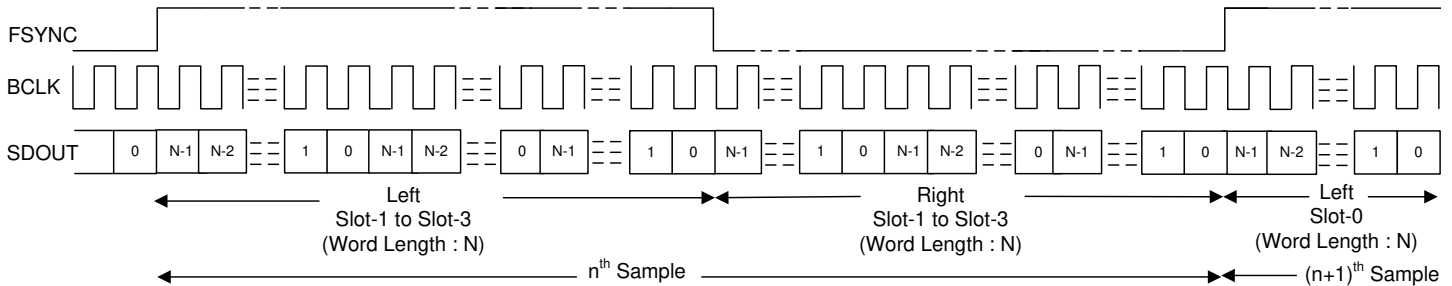 FSYNC
BCLK
SDOUT 0 N-1 N-2 1 0 N-1 N-2 0 N-1 1 0 N-1 1 0 N-1 N-2 0 N-1 1 0 N-1 N-2 1 0
Left Right Left
Slot-1 to Slot-3 Slot-1 to Slot-3 Slot-0
(Word Length : N) (Word Length : N) (Word Length : N)
nth Sample (n+1)th Sample